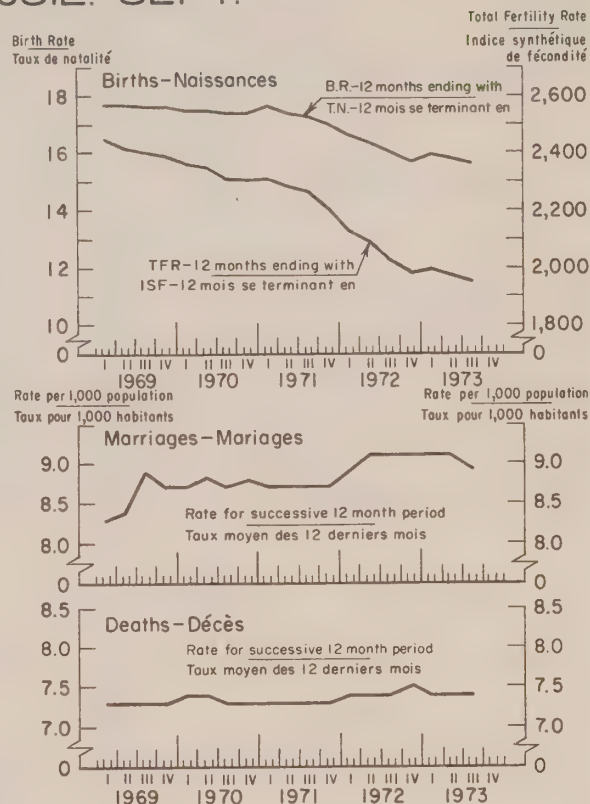 Birth Rate
Taux de natalité
Total Fertility Rate
Indice synthétique
de fécondité
Births-Naissances
B.R.-12 months ending with
T.N.-12 mois se terminant en
TFR-12 months ending with
ISF-12 mois se terminant en
18
16
14
12
10
0
2,600
2,400
2,200
2,000
1,800
0
I II III IV I II III IV I II III IV I II III IV I II III IV
1969 1970 1971 1972 1973
Rate per 1,000 population
Taux pour 1,000 habitants
Rate per 1,000 population
Taux pour 1,000 habitants
Marriages-Mariages
Rate for successive 12 month period
Taux moyen des 12 derniers mois
9.0
8.5
8.0
0
9.0
8.5
8.0
0
Deaths-Décès
Rate for successive 12 month period
Taux moyen des 12 derniers mois
8.5
8.0
7.5
7.0
0
8.5
8.0
7.5
7.0
0
I II III IV I II III IV I II III IV I II III IV I II III IV
1969 1970 1971 1972 1973